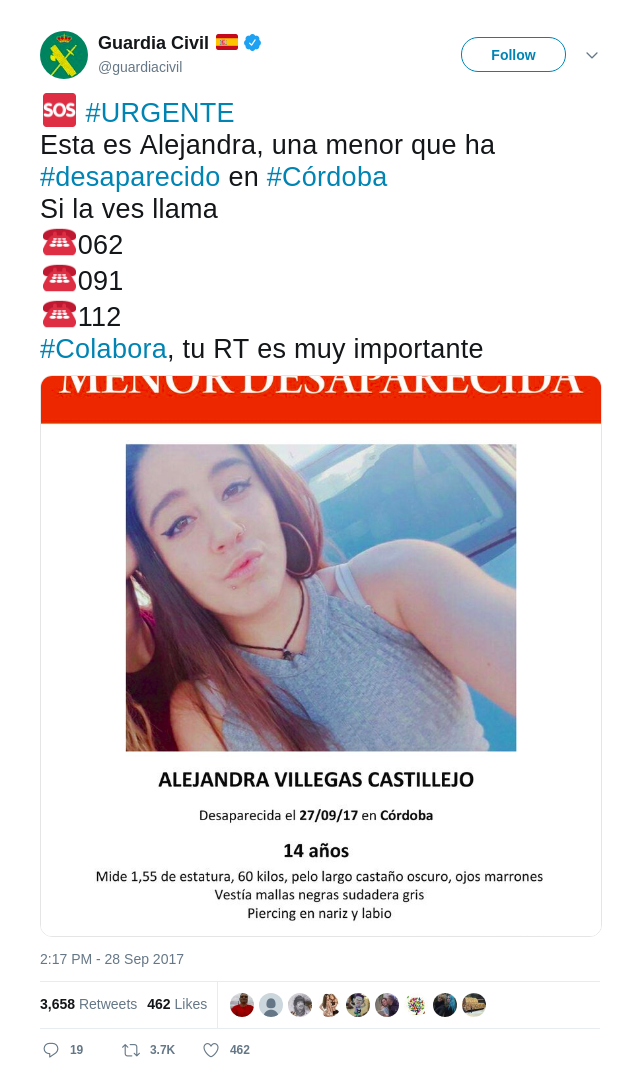 Guardia Civil
@guardiacivil
Follow
SOS #URGENTE
Esta es Alejandra, una menor que ha
#desaparecido en #Córdoba
Si la ves llama
062
091
112
#Colabora, tu RT es muy importante
MENOR DESAPARECIDA
ALEJANDRA VILLEGAS CASTILLEJO
Desaparecida el 27/09/17 en Córdoba
14 años
Mide 1,55 de estatura, 60 kilos, pelo largo castaño oscuro, ojos marrones
Vestía mallas negras sudadera gris
Piercing en nariz y labio
2:17 PM - 28 Sep 2017
3,658 Retweets 462 Likes
19 3.7K 462